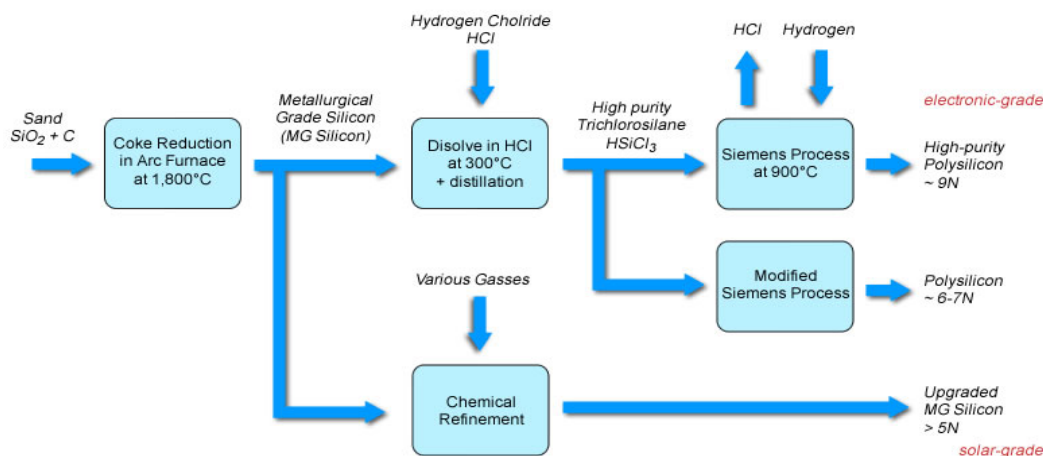 Hydrogen Cholride
HCl
HCl
Hydrogen
Sand
SiO₂ + C
Coke Reduction
in Arc Furnace
at 1,800°C
Metallurgical
Grade Silicon
(MG Silicon)
Disolve in HCl
at 300°C
+ distillation
High purity
Trichlorosilane
HSiCl₃
Siemens Process
at 900°C
electronic-grade
High-purity
Polysilicon
~ 9N
Various Gasses
Modified
Siemens Process
Polysilicon
~ 6-7N
Chemical
Refinement
Upgraded
MG Silicon
> 5N
solar-grade